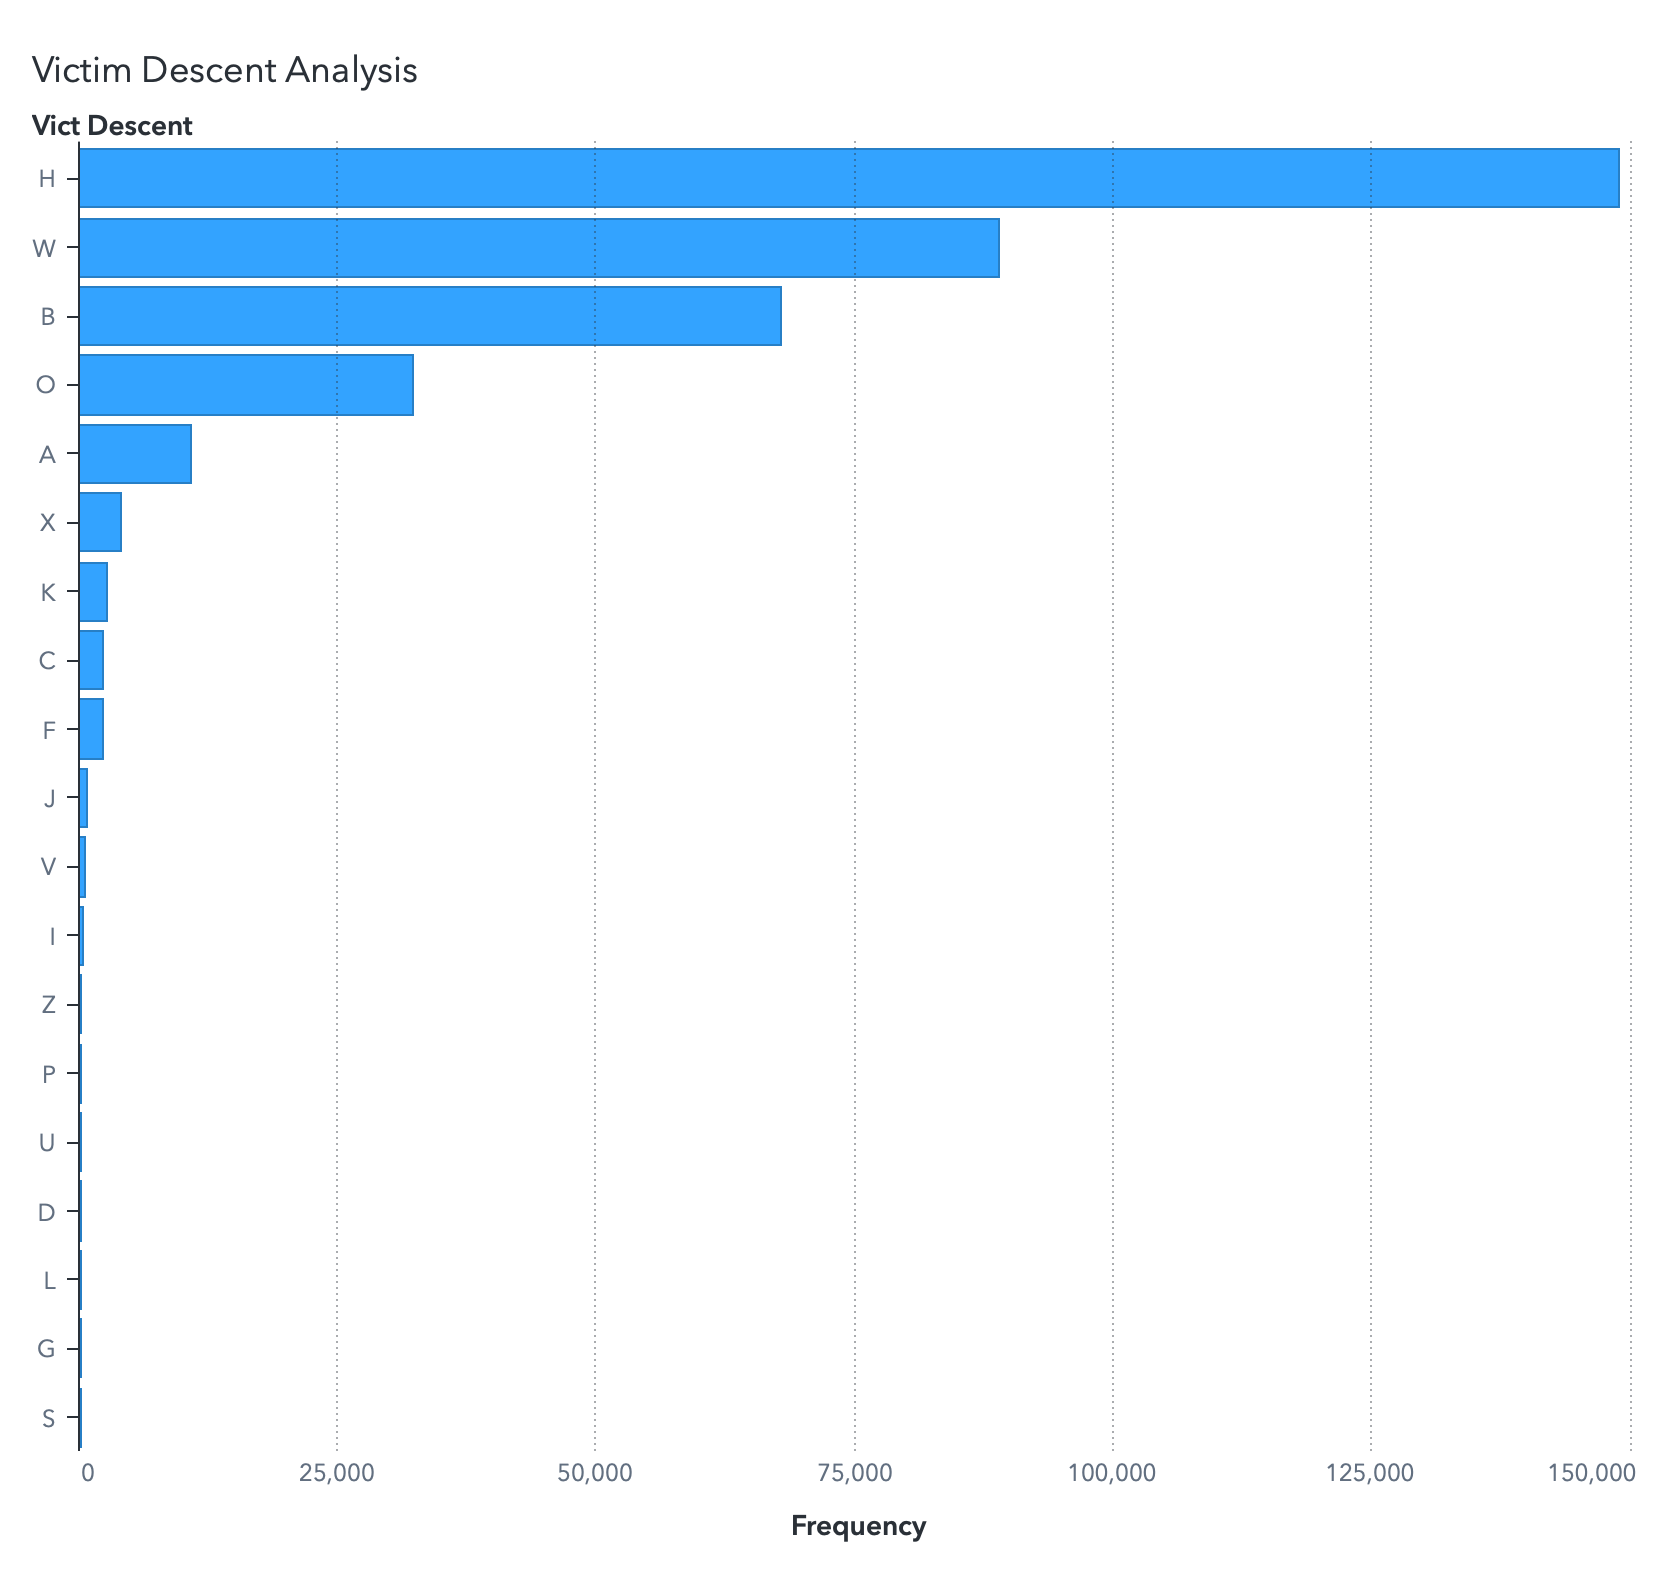 Victim Descent Analysis
Vict Descent
H
W
B
O
A
X
K
C
F
J
V
I
Z
P
U
D
L
G
S
0 25,000 50,000 75,000 100,000 125,000 150,000
Frequency